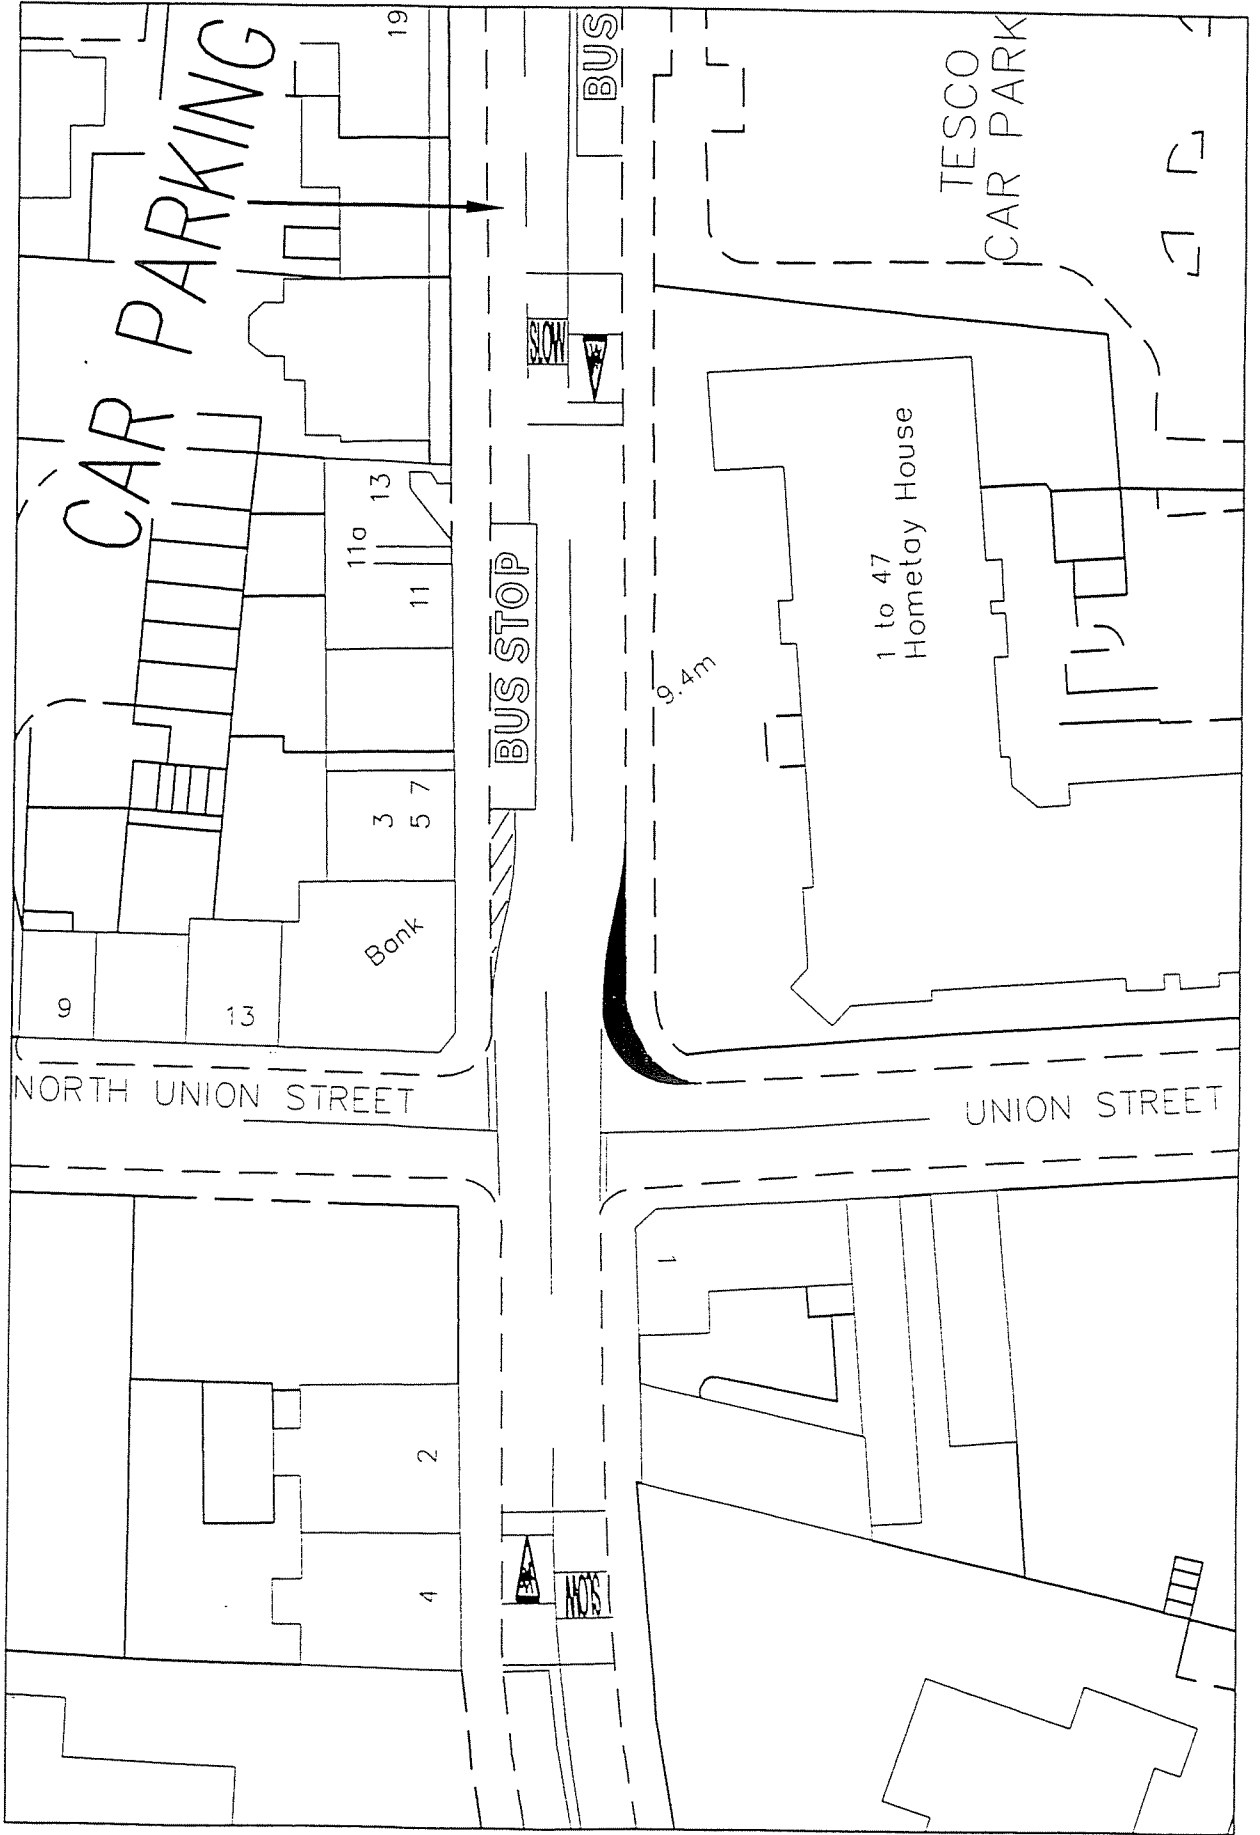 CAR PARKING
19
BUS
TESCO
CAR PARK
SLOW
13
11a
11
BUS STOP
1 to 47
Hometay House
9.4m
3
5 7
Bank
9
13
NORTH UNION STREET
UNION STREET
1
2
4
SLOW